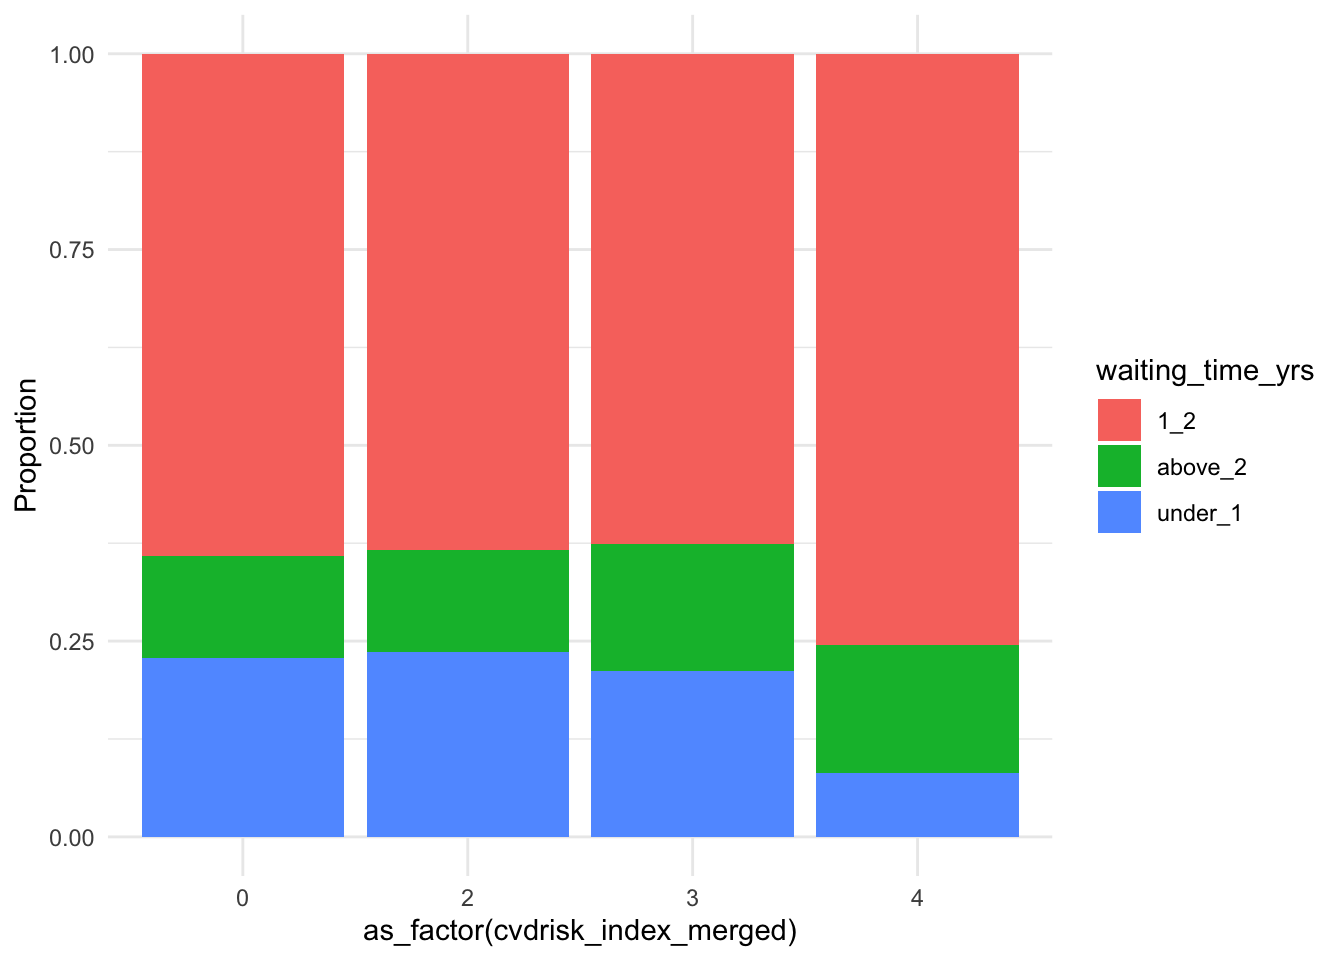 1.00
0.75
0.50
0.25
0.00
Proportion
0
2
3
4
as_factor(cvdrisk_index_merged)
waiting_time_yrs
1_2
above_2
under_1